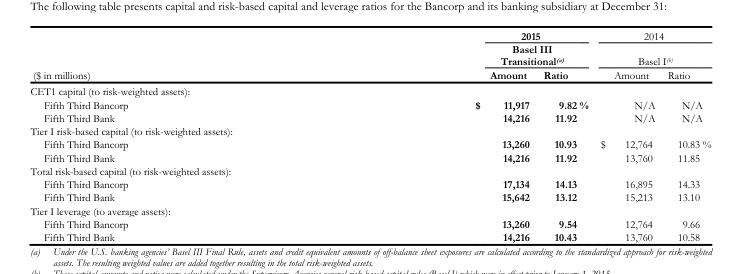 The following table presents capital and risk-based capital and leverage ratios for the Bancorp and its banking subsidiary at December 31:
2015 2014
Basel III
Transitional(a) Basel I(b)
($ in millions) Amount Ratio Amount Ratio
CET1 capital (to risk-weighted assets):
Fifth Third Bancorp $ 11,917 9.82 % N/A N/A
Fifth Third Bank 14,216 11.92 N/A N/A
Tier I risk-based capital (to risk-weighted assets):
Fifth Third Bancorp 13,260 10.93 $ 12,764 10.83 %
Fifth Third Bank 14,216 11.92 13,760 11.85
Total risk-based capital (to risk-weighted assets):
Fifth Third Bancorp 17,134 14.13 16,895 14.33
Fifth Third Bank 15,642 13.12 15,213 13.10
Tier I leverage (to average assets):
Fifth Third Bancorp 13,260 9.54 12,764 9.66
Fifth Third Bank 14,216 10.43 13,760 10.58
(a) Under the U.S. banking agencies' Basel III Final Rule, assets and credit equivalent amounts of off-balance sheet exposures are calculated according to the standardized approach for risk-weighted
assets. The resulting weighted values are added together resulting in the total risk-weighted assets.
(b)